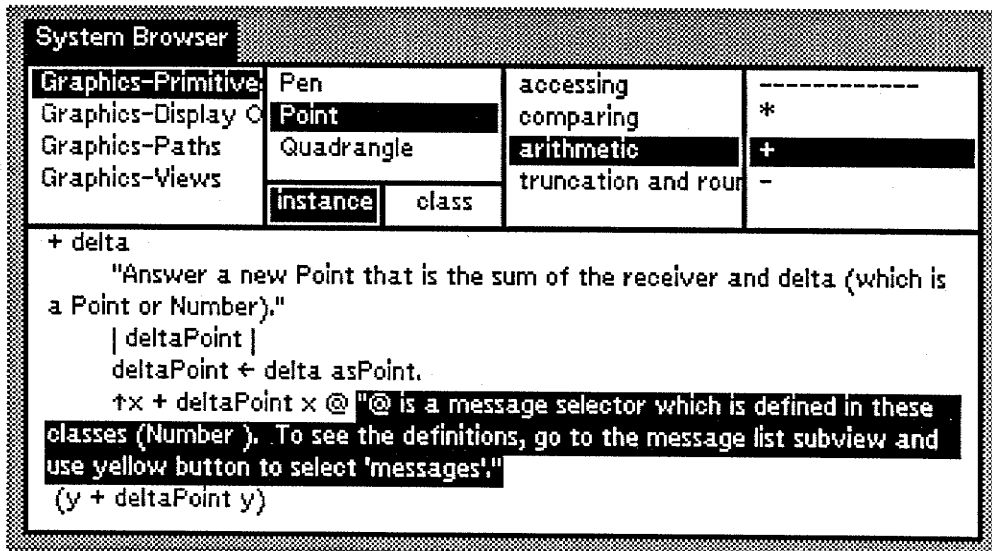 System Browser
Graphics-Primitive
Graphics-Display
Graphics-Paths
Graphics-Views
Pen
Point
Quadrangle
instance class
accessing
comparing
arithmetic
truncation and roun
------------
*
+
-
+ delta
"Answer a new Point that is the sum of the receiver and delta (which is
a Point or Number)."
| deltaPoint |
deltaPoint ← delta asPoint.
↑x + deltaPoint x @ "@ is a message selector which is defined in these
classes (Number ). To see the definitions, go to the message list subview and
use yellow button to select 'messages'."
(y + deltaPoint y)